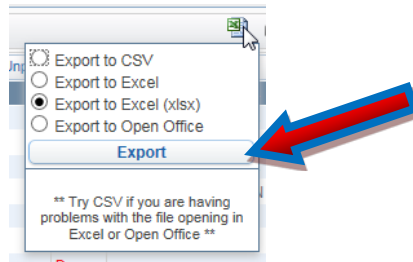 Export to CSV
Export to Excel
Export to Excel (xlsx)
Export to Open Office
Export
** Try CSV if you are having
problems with the file opening in
Excel or Open Office **